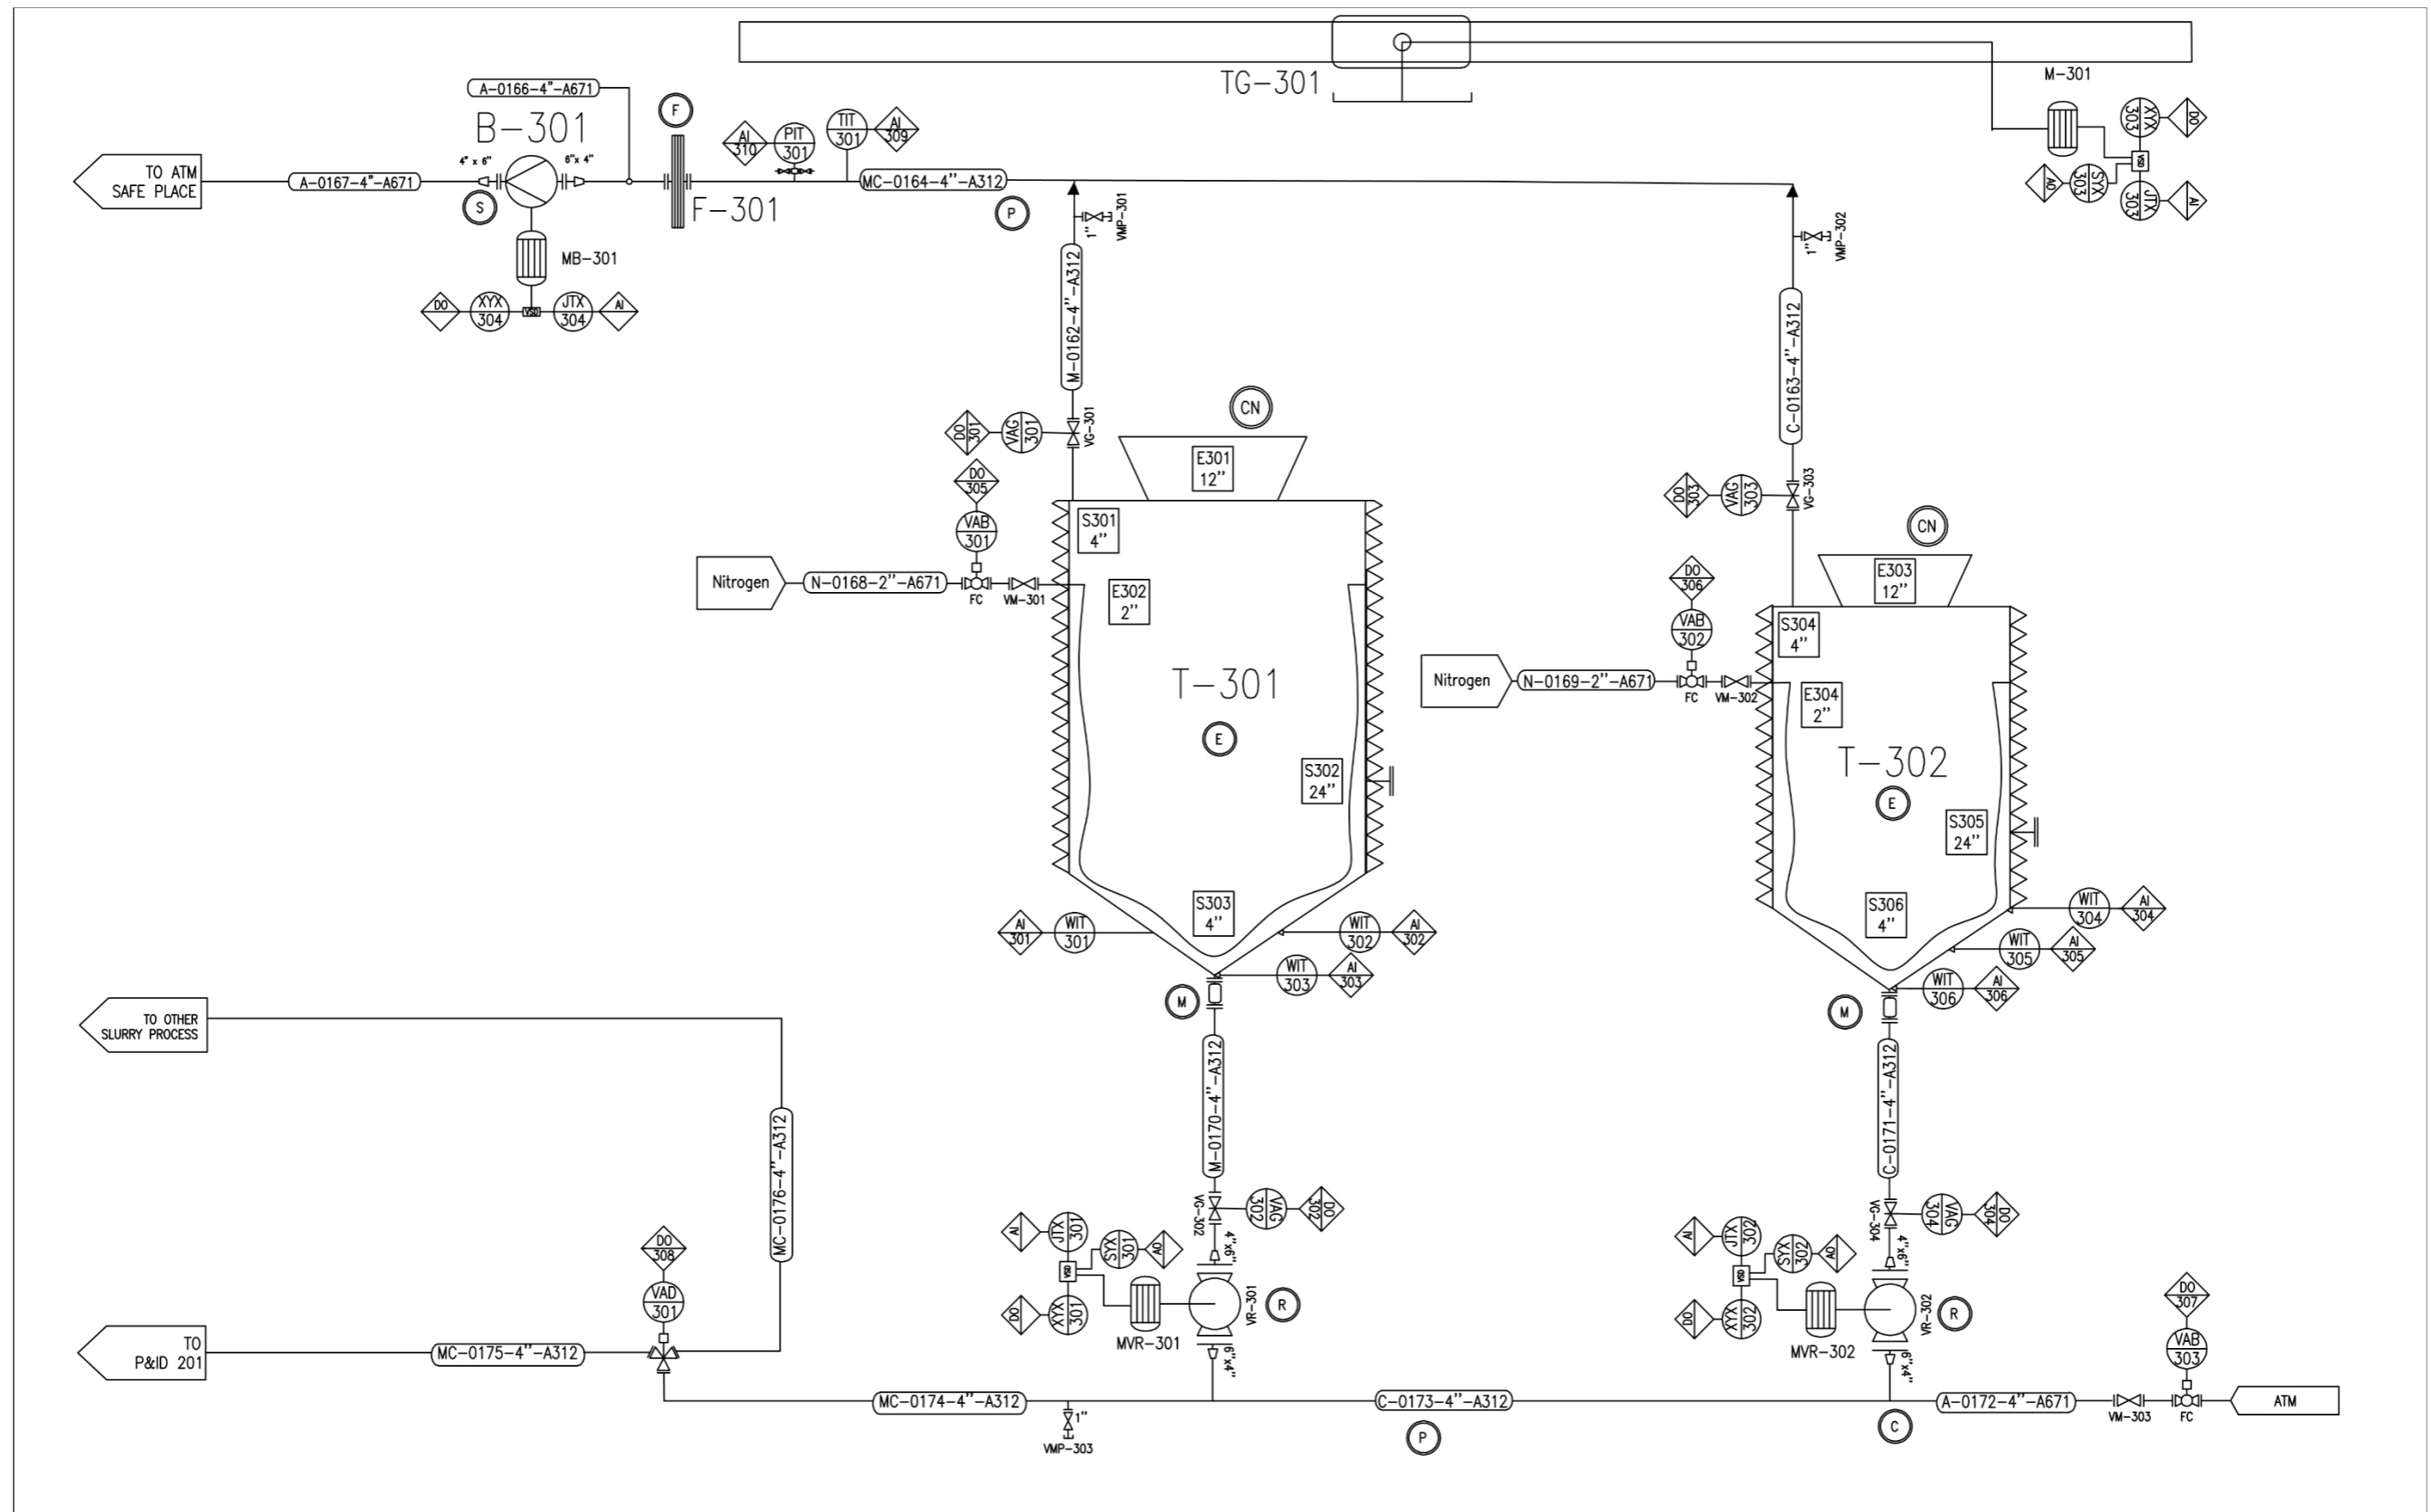 TG-301
M-301
XYX
303
DO
VSD
SYX
303
AO
JTX
303
AI
A-0166-4"-A671
B-301
F
AI
310
PIT
301
TIT
301
AI
309
TO ATM
SAFE PLACE
A-0167-4"-A671
4" x 6"
6"x 4"
S
F-301
MC-0164-4"-A312
P
MB-301
DO
XYX
304
VSD
JTX
304
AI
1"
VMP-301
1"
VMP-302
M-0162-4"-A312
C-0163-4"-A312
DO
301
VAG
301
VG-301
CN
E301
12"
DO
305
VAB
301
S301
4"
Nitrogen
N-0168-2"-A671
FC
VM-301
E302
2"
T-301
E
S302
24"
S303
4"
AI
301
WIT
301
WIT
302
AI
302
WIT
303
AI
303
M
DO
303
VAG
303
VG-303
CN
E303
12"
DO
306
VAB
302
S304
4"
Nitrogen
N-0169-2"-A671
FC
VM-302
E304
2"
T-302
E
S305
24"
S306
4"
WIT
304
AI
304
WIT
305
AI
305
WIT
306
AI
306
M
TO OTHER
SLURRY PROCESS
MC-0176-4"-A312
M-0170-4"-A312
C-0171-4"-A312
VG-302
VAG
302
DO
302
4"x6"
AI
JTX
301
SYX
301
AO
VSD
DO
XYX
301
MVR-301
VR-301
R
6"x4"
VG-304
VAG
304
DO
304
4"x6"
AI
JTX
302
SYX
302
AO
VSD
DO
XYX
302
MVR-302
VR-302
R
6"x4"
DO
308
VAD
301
TO
P&ID 201
MC-0175-4"-A312
DO
307
VAB
303
MC-0174-4"-A312
1"
VMP-303
C-0173-4"-A312
P
C
A-0172-4"-A671
VM-303
FC
ATM